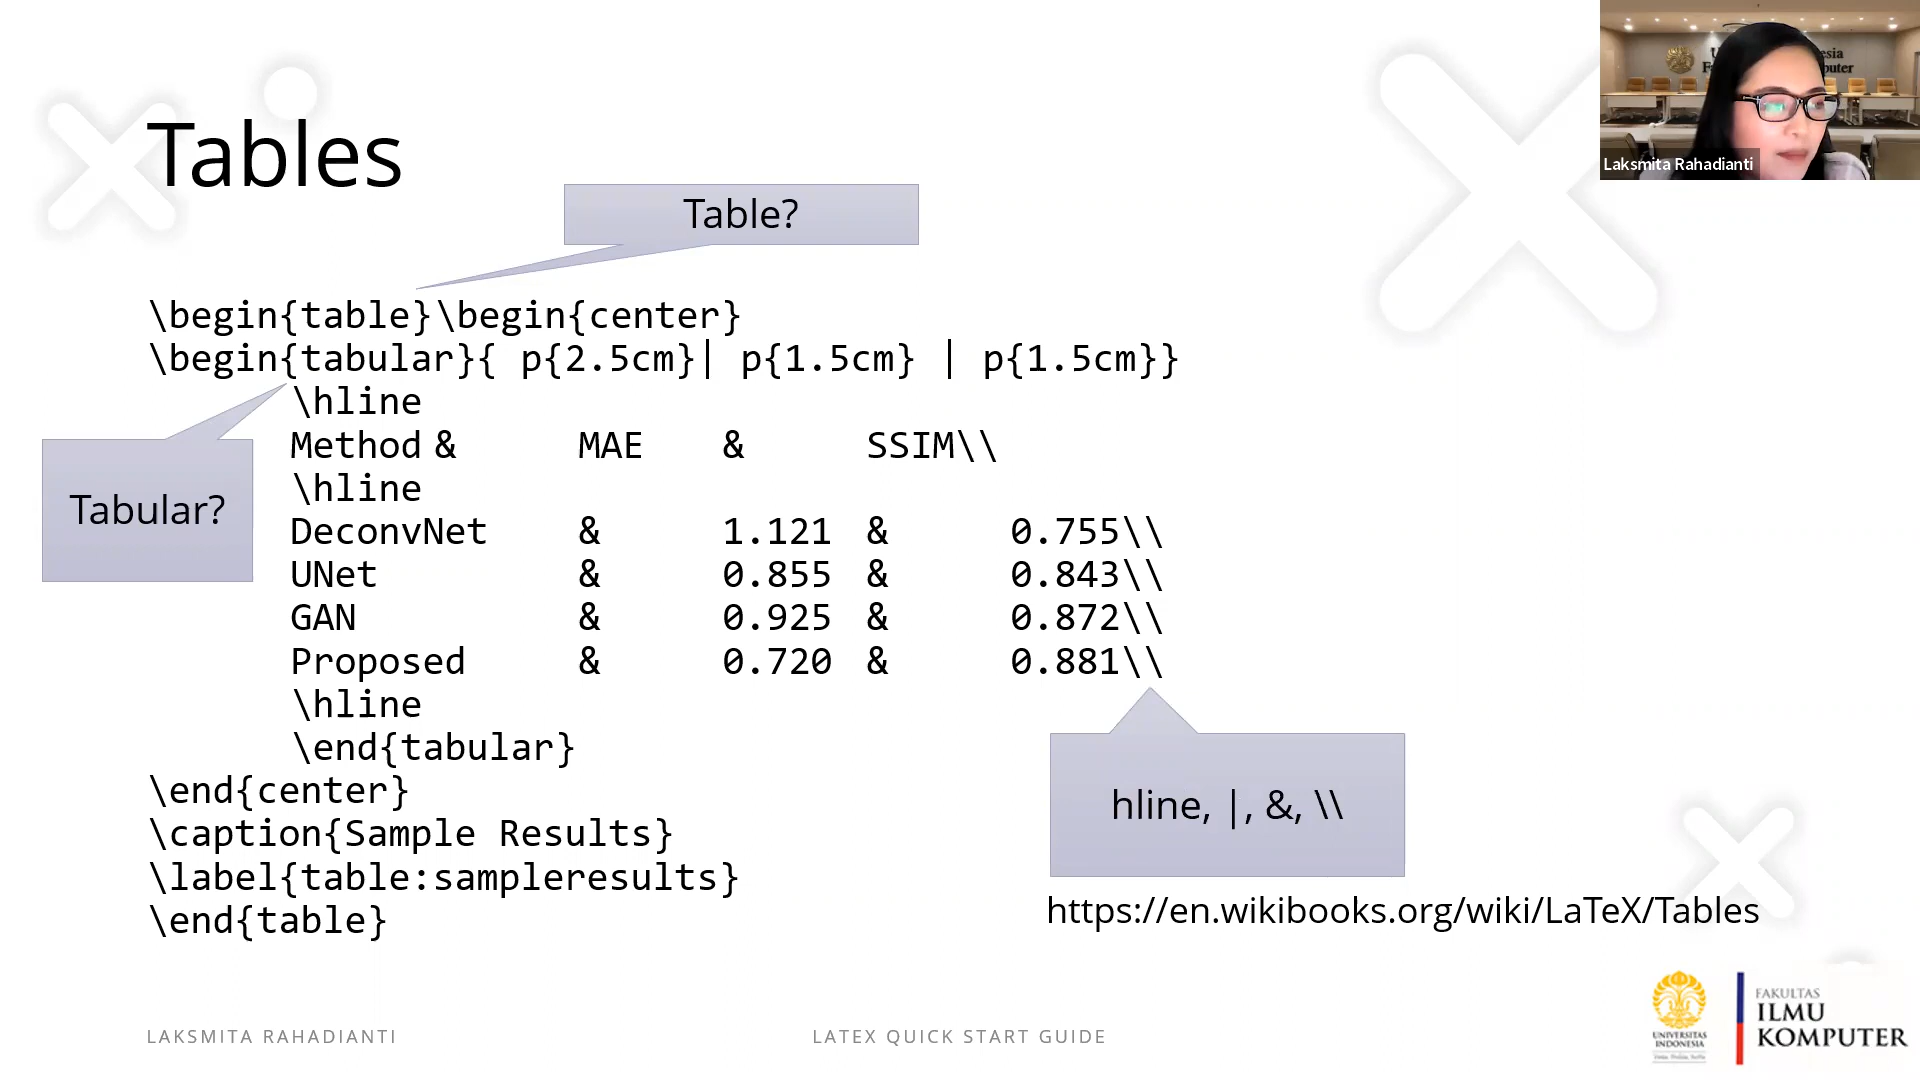 Tables
Table?
\begin{table}\begin{center}
\begin{tabular}{ p{2.5cm}| p{1.5cm} | p{1.5cm}}
\hline
Method & MAE & SSIM\\
\hline
DeconvNet & 1.121 & 0.755\\
UNet & 0.855 & 0.843\\
GAN & 0.925 & 0.872\\
Proposed & 0.720 & 0.881\\
\hline
\end{tabular}
\end{center}
\caption{Sample Results}
\label{table:sampleresults}
\end{table}
Tabular?
hline, |, &, \\
https://en.wikibooks.org/wiki/LaTeX/Tables
LAKSMITA RAHADIANTI
LATEX QUICK START GUIDE
UNIVERSITAS
INDONESIA
FAKULTAS
ILMU
KOMPUTER
Laksmita Rahadianti